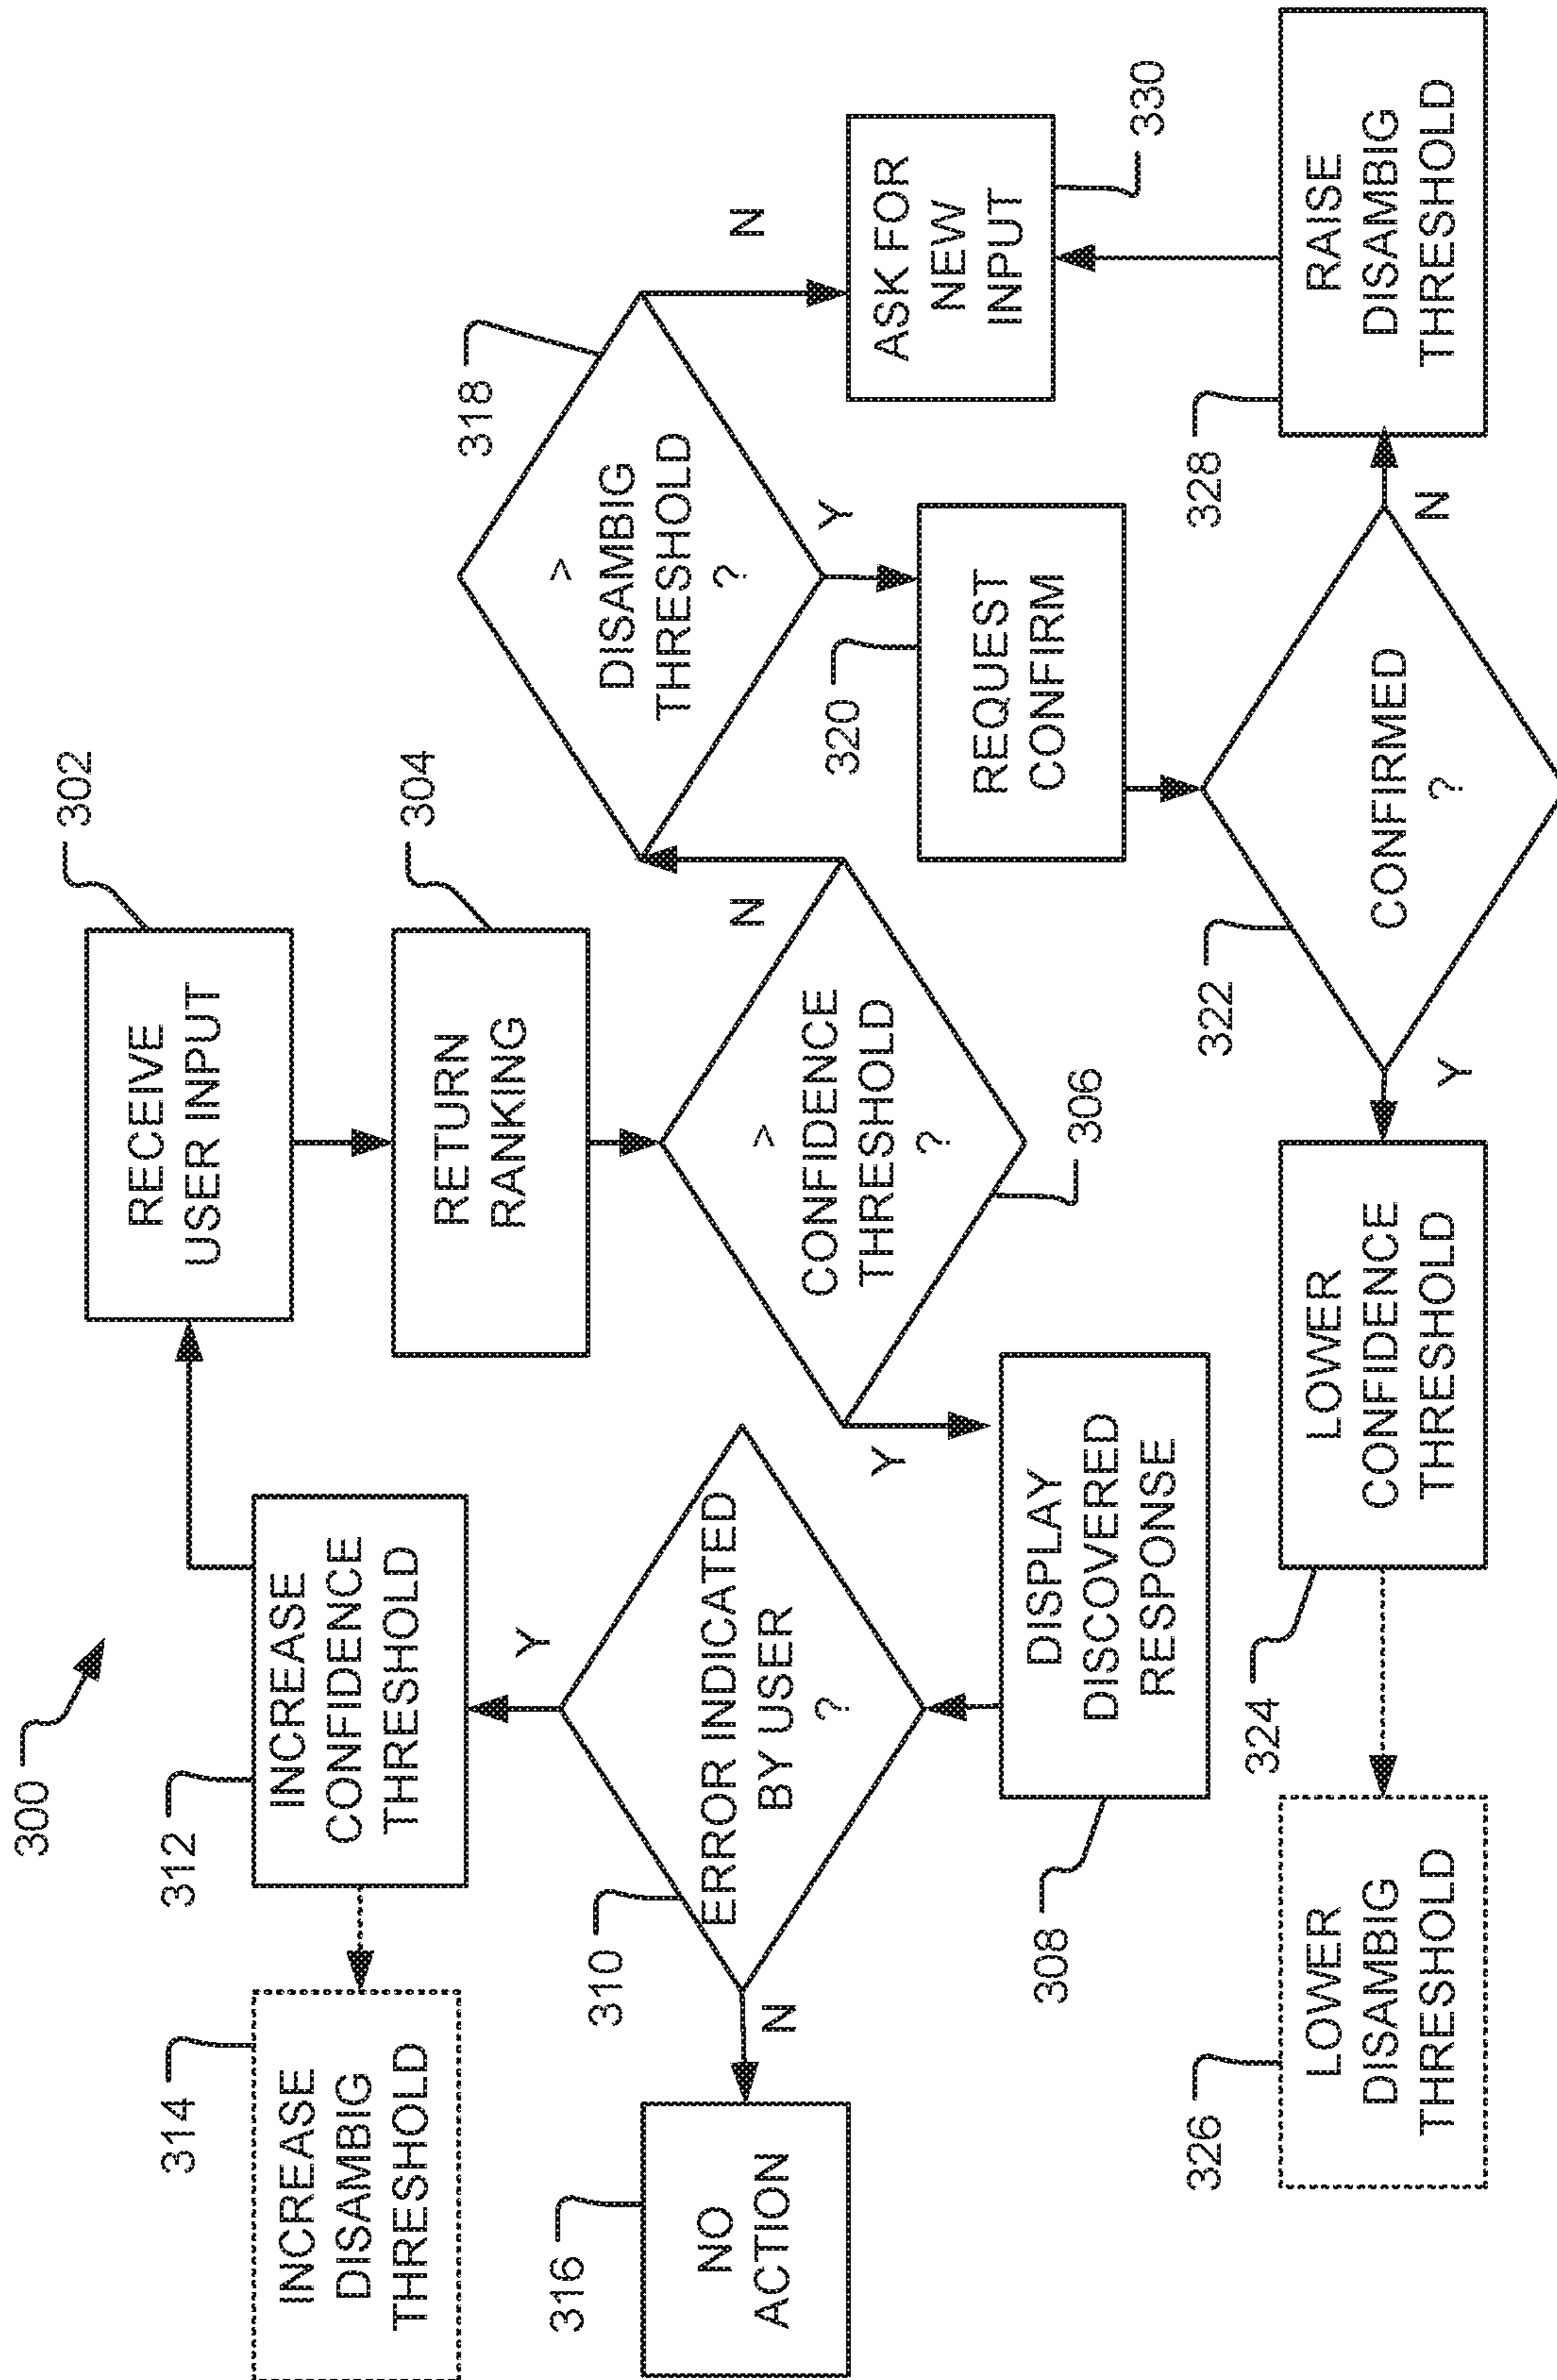 300
302
RECEIVE
USER INPUT
304
RETURN
RANKING
306
>
CONFIDENCE
THRESHOLD
?
Y
N
308
DISPLAY
DISCOVERED
RESPONSE
310
ERROR INDICATED
BY USER
?
Y
N
312
INCREASE
CONFIDENCE
THRESHOLD
314
INCREASE
DISAMBIG
THRESHOLD
316
NO
ACTION
318
>
DISAMBIG
THRESHOLD
?
Y
N
320
REQUEST
CONFIRM
322
CONFIRMED
?
Y
N
324
LOWER
CONFIDENCE
THRESHOLD
326
LOWER
DISAMBIG
THRESHOLD
328
RAISE
DISAMBIG
THRESHOLD
330
ASK FOR
NEW
INPUT